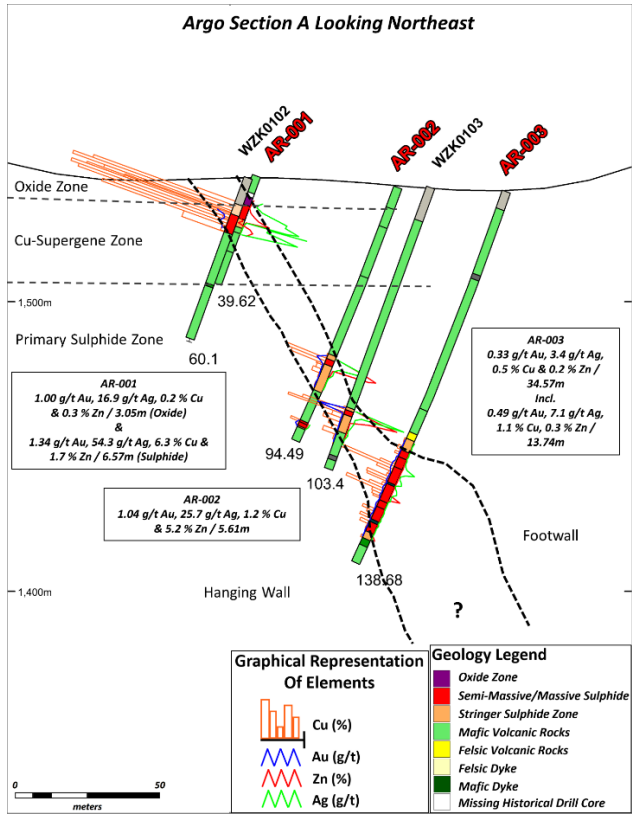 Argo Section A Looking Northeast
WZK0102
AR-001
AR-002
WZK0103
AR-003
Oxide Zone
Cu-Supergene Zone
1,500m
39.62
Primary Sulphide Zone
60.1
AR-003
0.33 g/t Au, 3.4 g/t Ag,
0.5 % Cu & 0.2 % Zn /
34.57m
Incl.
0.49 g/t Au, 7.1 g/t Ag,
1.1 % Cu, 0.3 % Zn /
13.74m
AR-001
1.00 g/t Au, 16.9 g/t Ag, 0.2 % Cu
& 0.3 % Zn / 3.05m (Oxide)
&
1.34 g/t Au, 54.3 g/t Ag, 6.3 % Cu &
1.7 % Zn / 6.57m (Sulphide)
94.49
103.4
AR-002
1.04 g/t Au, 25.7 g/t Ag, 1.2 % Cu
& 5.2 % Zn / 5.61m
Footwall
138.68
1,400m
Hanging Wall
?
Graphical Representation
Of Elements
Cu (%)
Au (g/t)
Zn (%)
Ag (g/t)
Geology Legend
Oxide Zone
Semi-Massive/Massive Sulphide
Stringer Sulphide Zone
Mafic Volcanic Rocks
Felsic Volcanic Rocks
Felsic Dyke
Mafic Dyke
Missing Historical Drill Core
0 50
meters